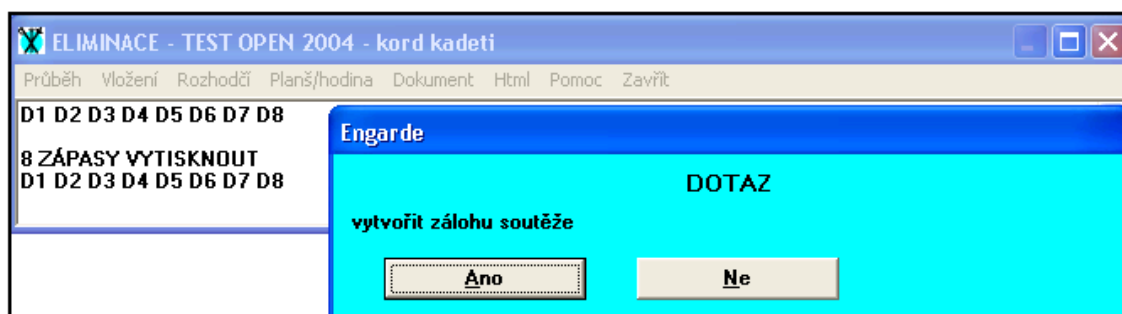 ELIMINACE - TEST OPEN 2004 - kord kadeti
Průběh Vložení Rozhodčí Planš/hodina Dokument Html Pomoc Zavřít
D1 D2 D3 D4 D5 D6 D7 D8
8 ZÁPASY VYTISKNOUT
D1 D2 D3 D4 D5 D6 D7 D8
Engarde
DOTAZ
vytvořit zálohu soutěže
Ano Ne